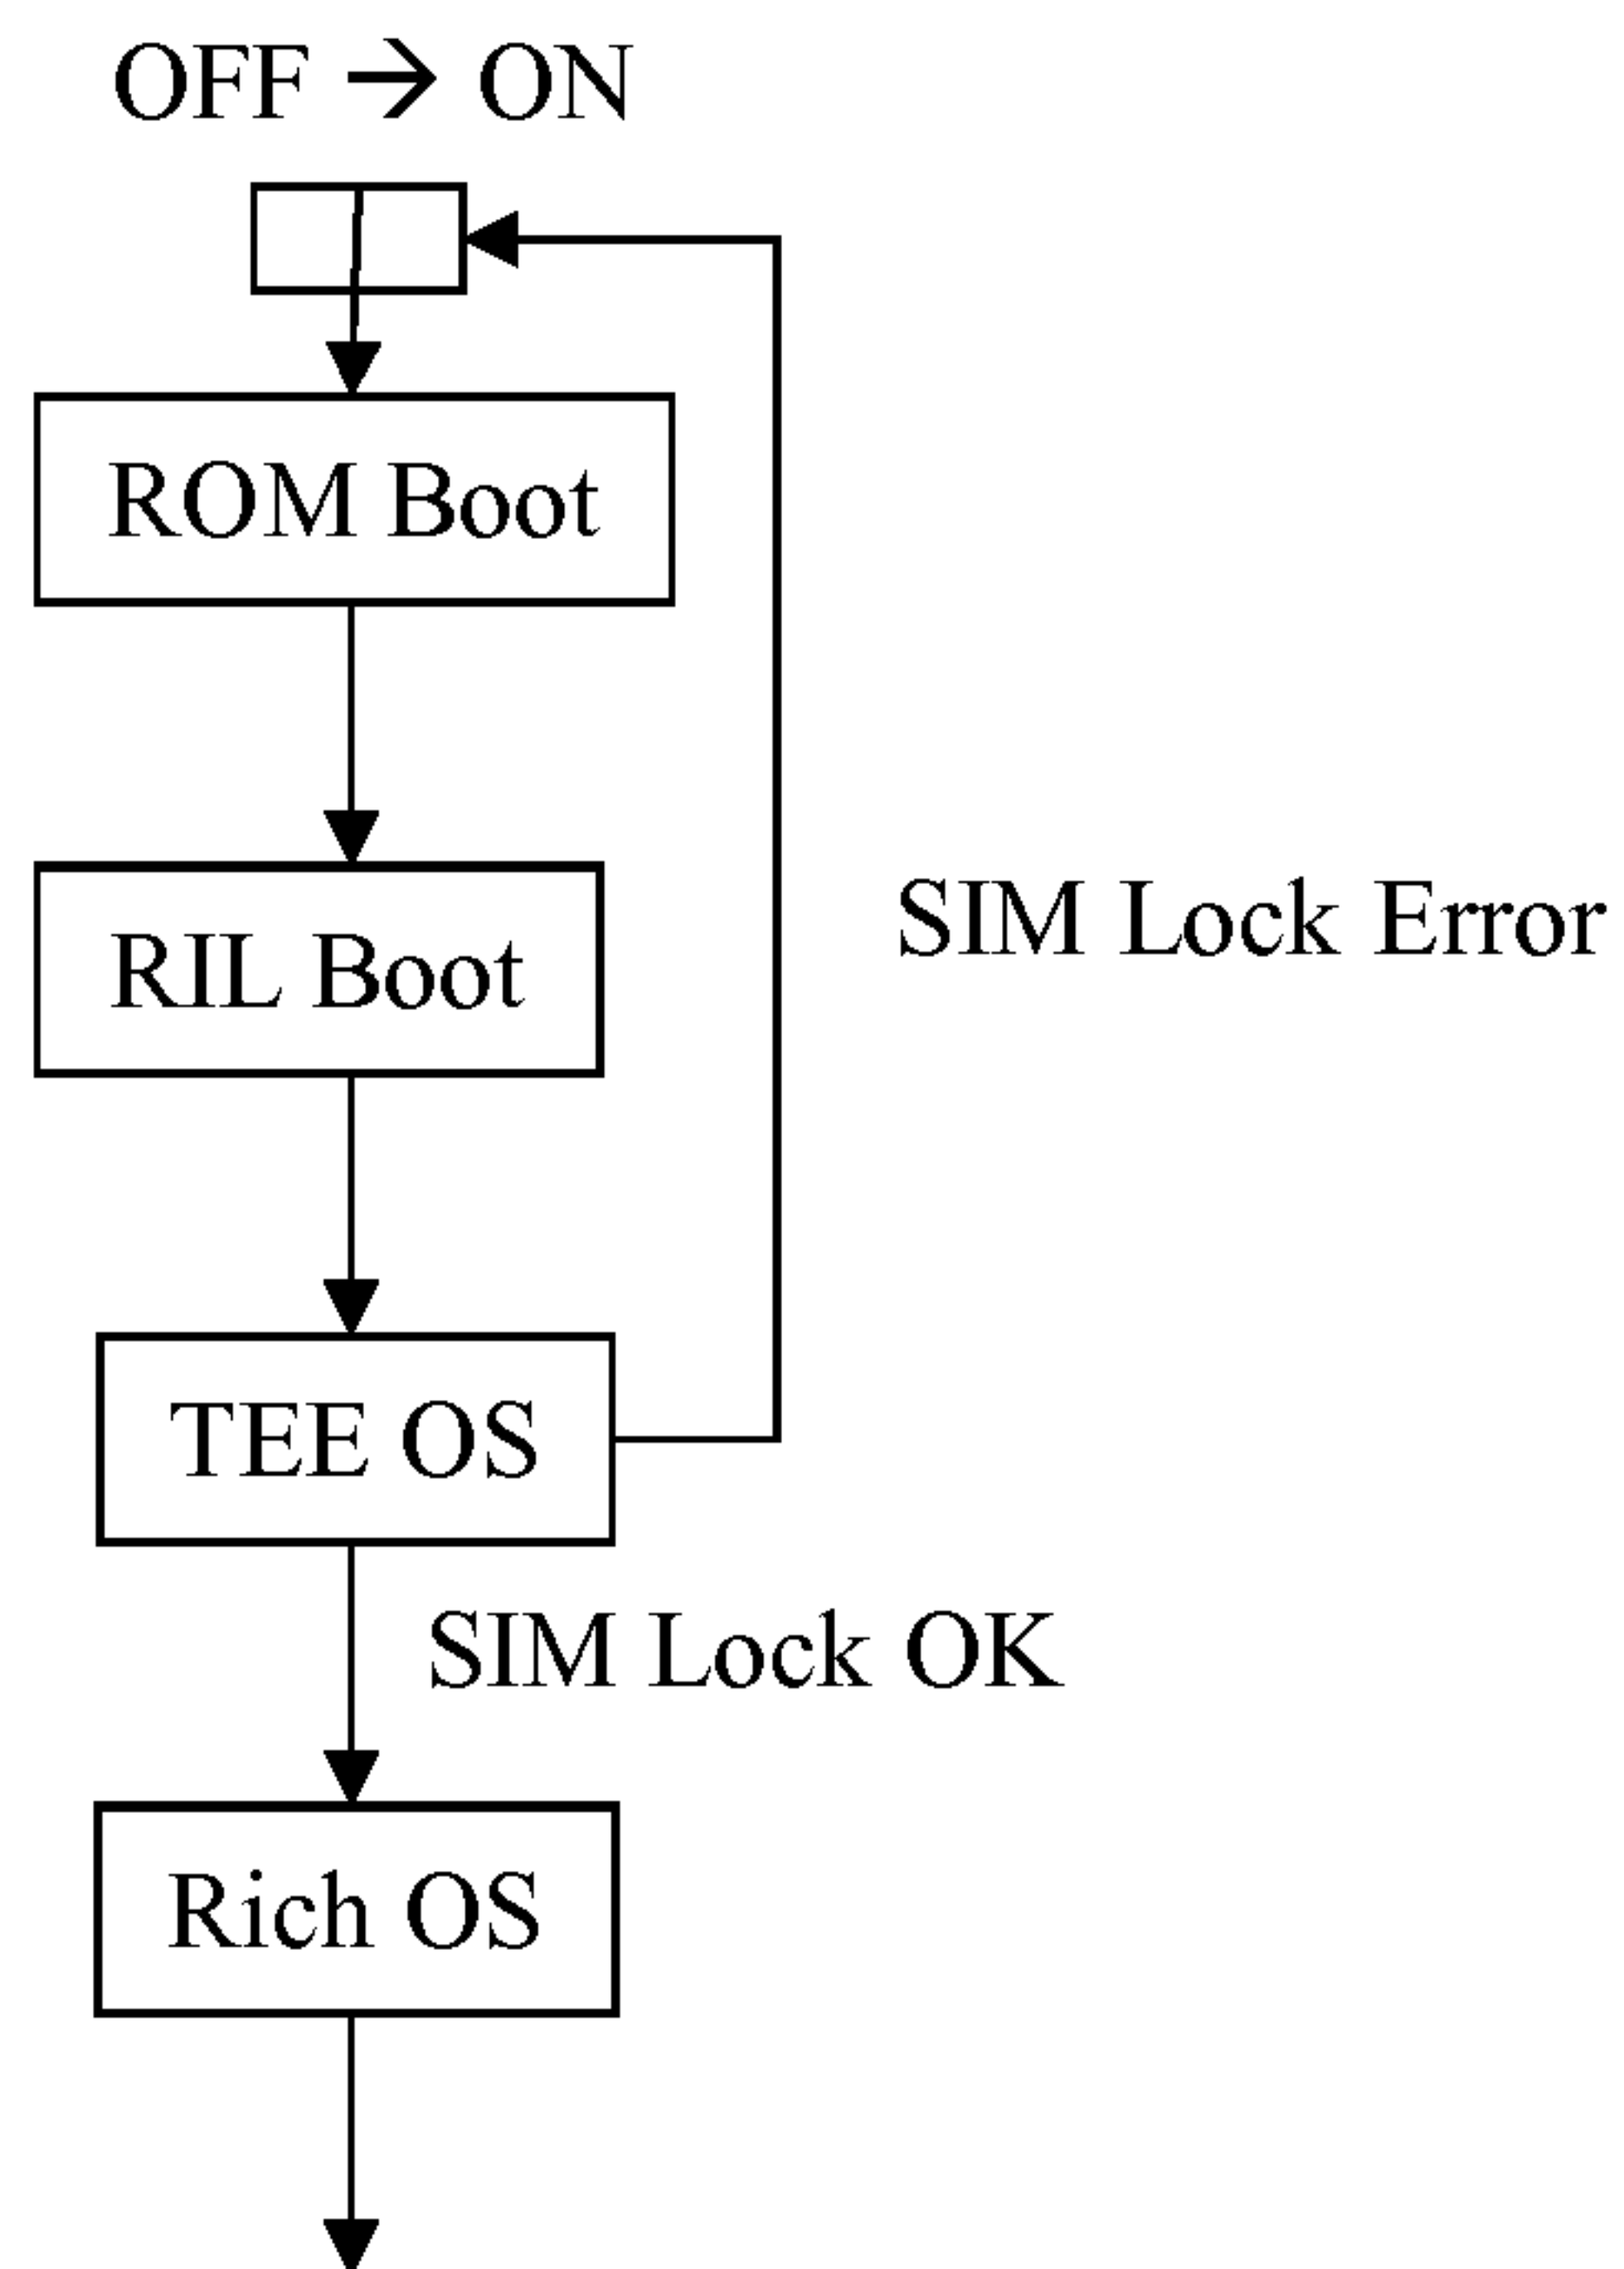 OFF → ON
ROM Boot
RIL Boot
SIM Lock Error
TEE OS
SIM Lock OK
Rich OS